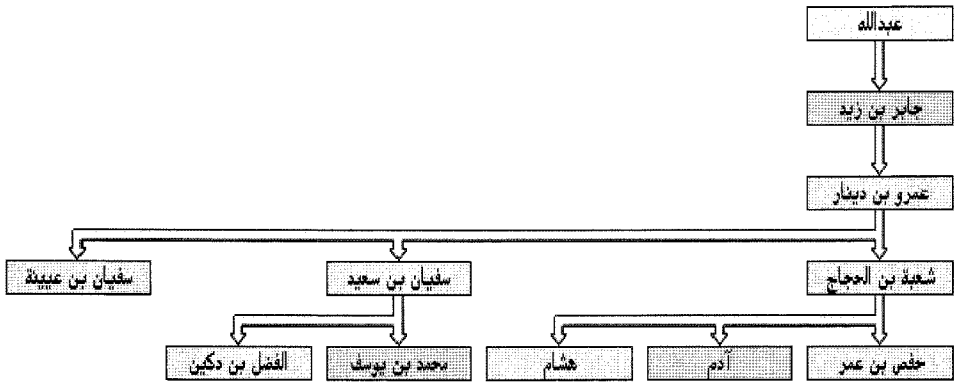 عبدالله
جابر بن زيد
عمرو بن دينار
شعبة بن الحجاج
سفيان بن سعيد
سفيان بن عيينة
حفص بن عمر
آدم
هشام
محمد بن يوسف
الفضل بن دكين